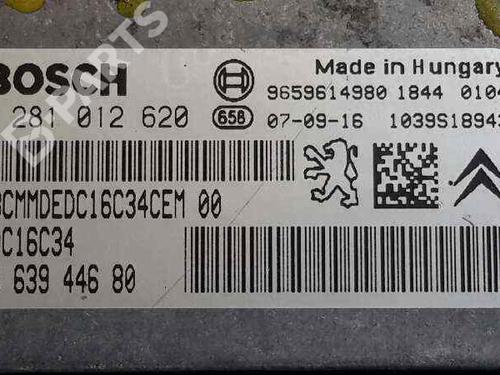 BOSCH
Made in Hungary
9659614980 1844 0104
281 012 620
658
07-09-16 1039S1894
CMMDEDC16C34CEM 00
C16C34
639 446 80